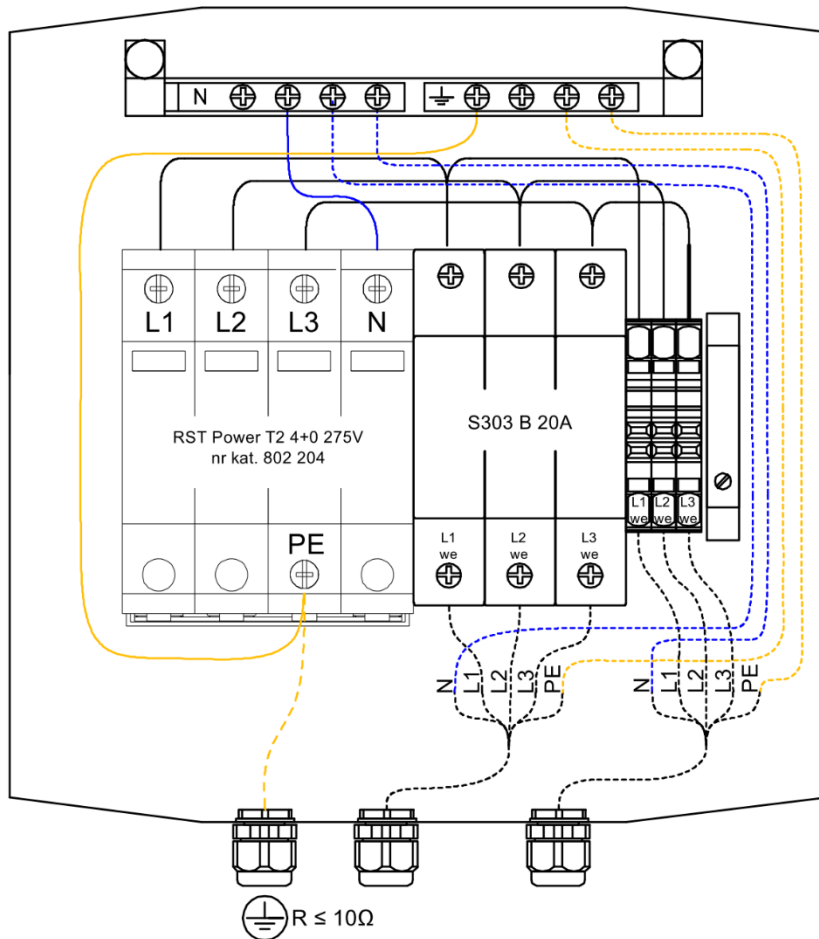 N
L1 L2 L3 N
RST Power T2 4+0 275V
nr kat. 802 204
S303 B 20A
PE
L1 we
L2 we
L3 we
L1 we
L2 we
L3 we
N L1 L2 L3 PE
N L1 L2 L3 PE
R ≤ 10Ω